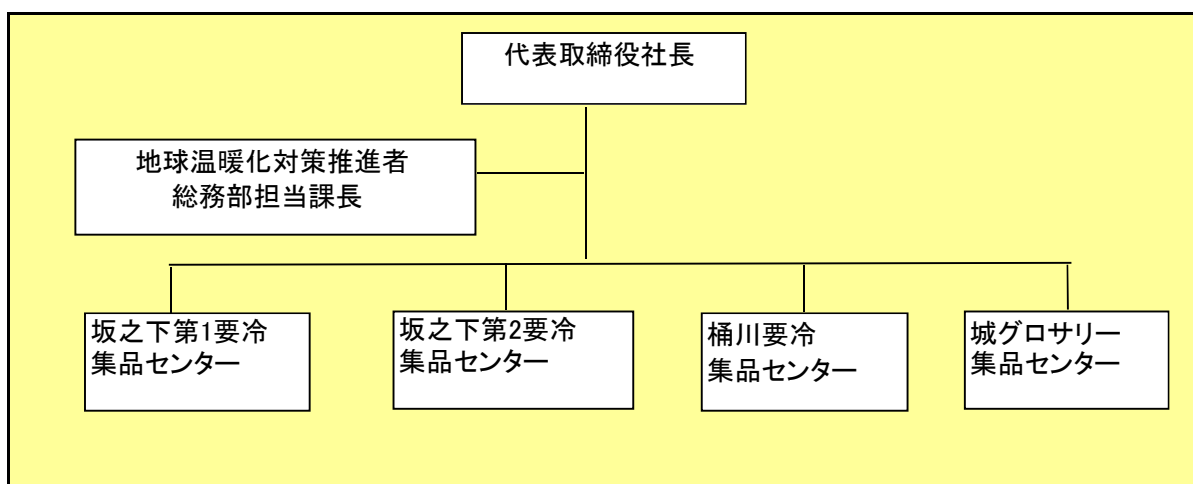 代表取締役社長
地球温暖化対策推進者
総務部担当課長
坂之下第1要冷
集品センター
坂之下第2要冷
集品センター
桶川要冷
集品センター
城グロサリー
集品センター